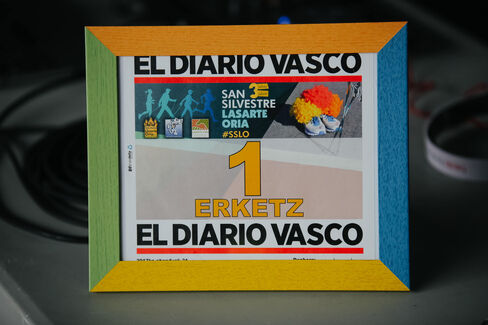 EL DIARIO VASCO
SAN
SILVESTRE
LASARTE
ORIA
#SSLO
1
ERKETZ
EL DIARIO VASCO